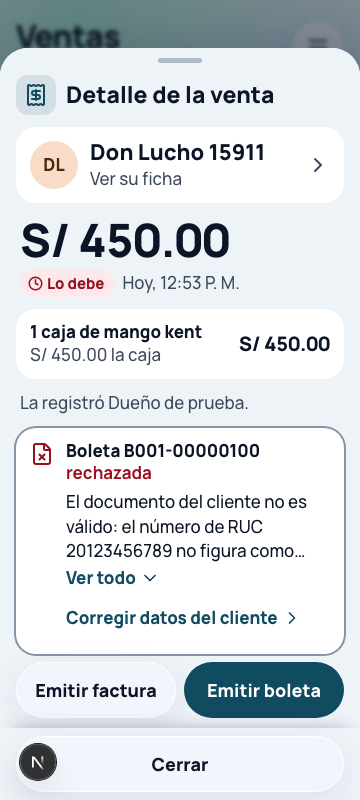 Ventas
Detalle de la venta
DL
Don Lucho 15911
Ver su ficha
S/ 450.00
Lo debe
Hoy, 12:53 P. M.
1 caja de mango kent
S/ 450.00 la caja
S/ 450.00
La registró Dueño de prueba.
Boleta B001-00000100
rechazada
El documento del cliente no es
válido: el número de RUC
20123456789 no figura como…
Ver todo
Corregir datos del cliente
Emitir factura
Emitir boleta
N
Cerrar